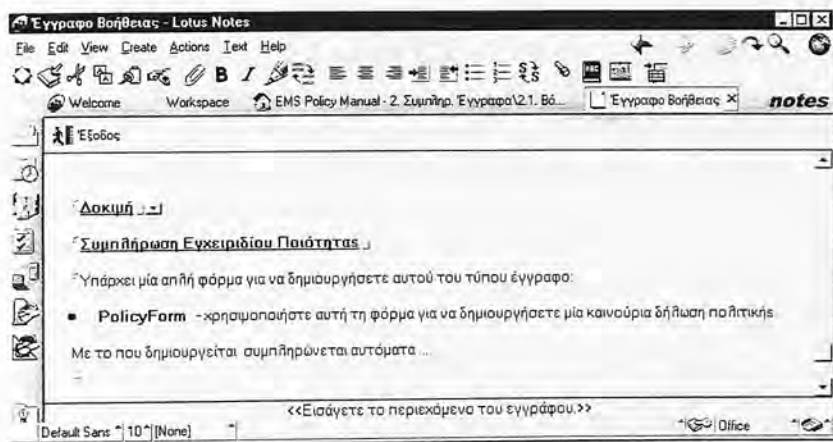 Έγγραφο Βοήθειας - Lotus Notes
File Edit View Create Actions Text Help
B I
Welcome Workspace EMS Policy Manual - 2. Συμπληρ. Έγγραφα\2.1. Βό... Έγγραφο Βοήθειας X notes
Έξοδος
Δοκιμή
Συμπλήρωση Εγχειριδίου Ποιότητας
Υπάρχει μία απλή φόρμα για να δημιουργήσετε αυτού του τύπου έγγραφο:
• PolicyForm - χρησιμοποιήστε αυτή τη φόρμα για να δημιουργήσετε μία καινούρια δήλωση πολιτικής
Με το που δημιουργείται συμπληρώνεται αυτόματα ...
<<Εισάγετε το περιεχόμενο του εγγράφου.>>
Default Sans 10 [None] Office